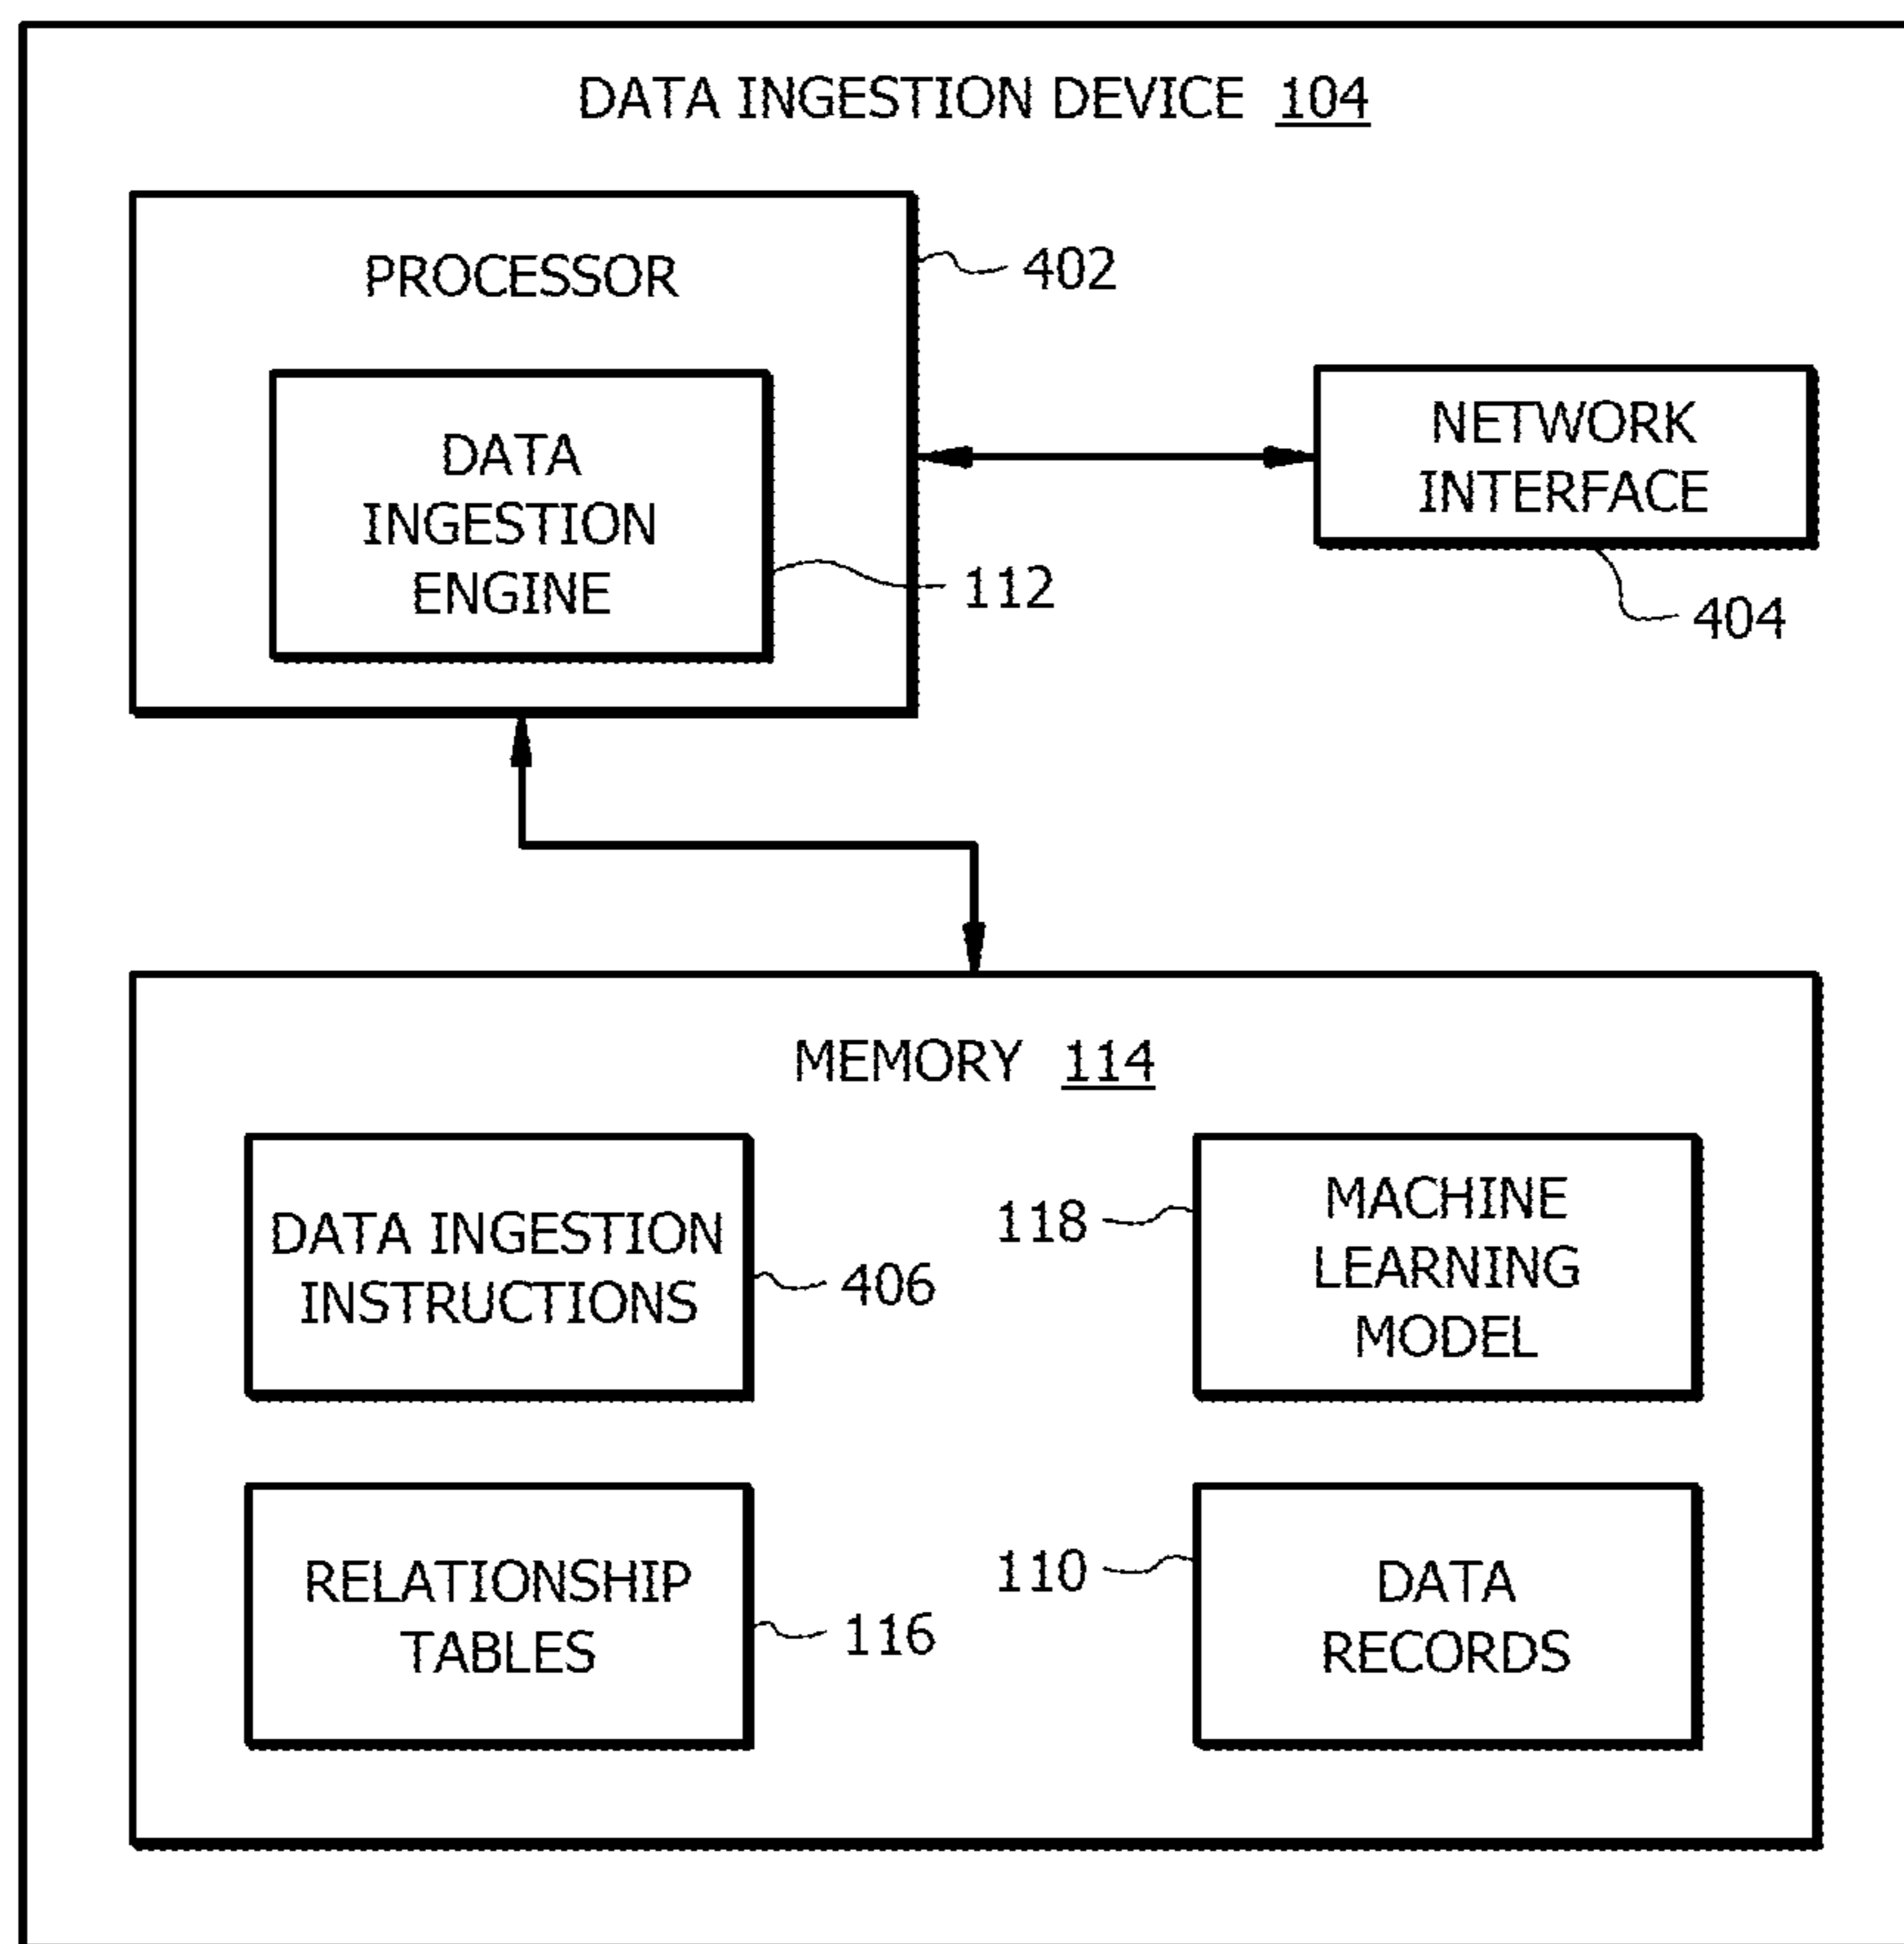 DATA INGESTION DEVICE 104
PROCESSOR
402
DATA
INGESTION
ENGINE
112
NETWORK
INTERFACE
404
MEMORY 114
DATA INGESTION
INSTRUCTIONS
406
118
MACHINE
LEARNING
MODEL
RELATIONSHIP
TABLES
116
110
DATA
RECORDS